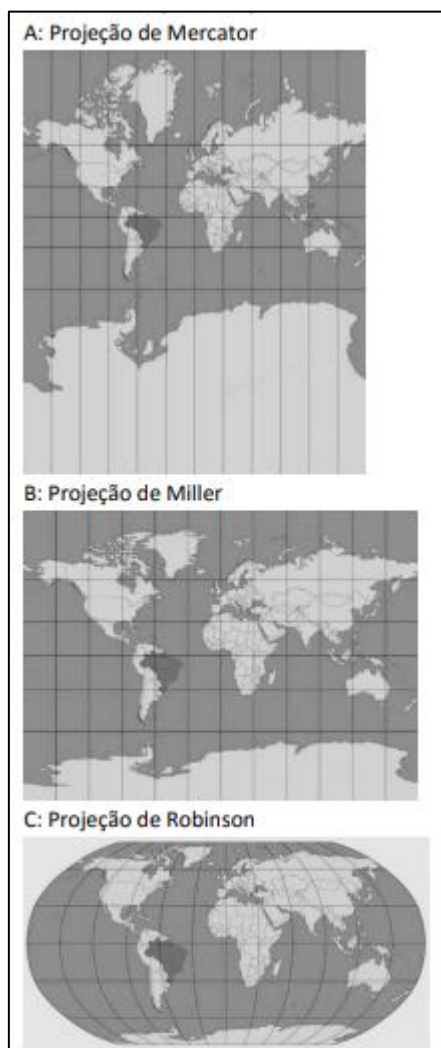 A: Projeção de Mercator
B: Projeção de Miller
C: Projeção de Robinson